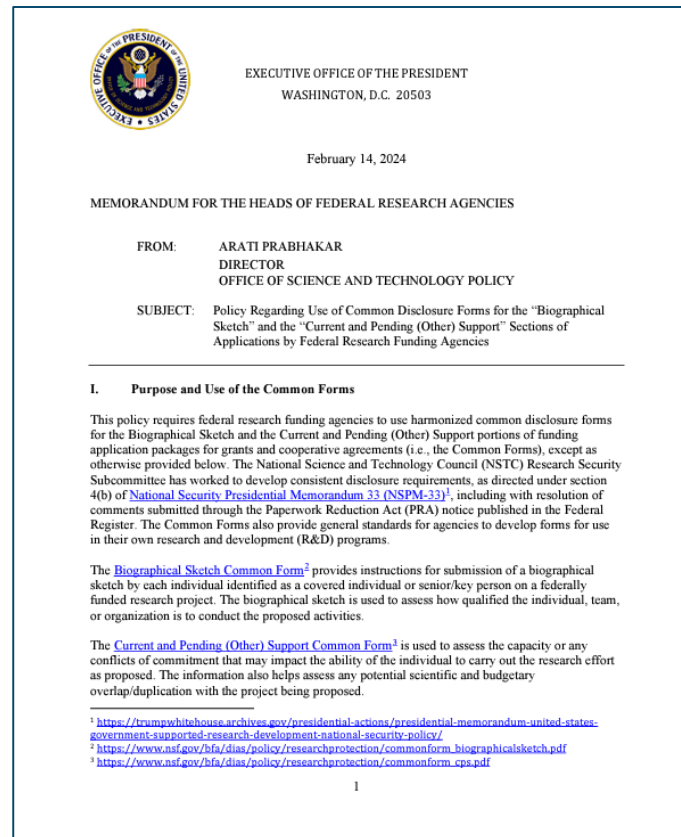 EXECUTIVE OFFICE OF THE PRESIDENT
WASHINGTON, D.C. 20503
February 14, 2024
MEMORANDUM FOR THE HEADS OF FEDERAL RESEARCH AGENCIES
FROM: ARATI PRABHAKAR
DIRECTOR
OFFICE OF SCIENCE AND TECHNOLOGY POLICY
SUBJECT: Policy Regarding Use of Common Disclosure Forms for the “Biographical
Sketch” and the “Current and Pending (Other) Support” Sections of
Applications by Federal Research Funding Agencies
I. Purpose and Use of the Common Forms
This policy requires federal research funding agencies to use harmonized common disclosure forms
for the Biographical Sketch and the Current and Pending (Other) Support portions of funding
application packages for grants and cooperative agreements (i.e., the Common Forms), except as
otherwise provided below. The National Science and Technology Council (NSTC) Research Security
Subcommittee has worked to develop consistent disclosure requirements, as directed under section
4(b) of National Security Presidential Memorandum 33 (NSPM-33)1, including with resolution of
comments submitted through the Paperwork Reduction Act (PRA) notice published in the Federal
Register. The Common Forms also provide general standards for agencies to develop forms for use
in their own research and development (R&D) programs.
The Biographical Sketch Common Form2 provides instructions for submission of a biographical
sketch by each individual identified as a covered individual or senior/key person on a federally
funded research project. The biographical sketch is used to assess how qualified the individual, team,
or organization is to conduct the proposed activities.
The Current and Pending (Other) Support Common Form3 is used to assess the capacity or any
conflicts of commitment that may impact the ability of the individual to carry out the research effort
as proposed. The information also helps assess any potential scientific and budgetary
overlap/duplication with the project being proposed.
1 https://trumpwhitehouse.archives.gov/presidential-actions/presidential-memorandum-united-states-
government-supported-research-development-national-security-policy/
2 https://www.nsf.gov/bfa/dias/policy/researchprotection/commonform_biographicalsketch.pdf
3 https://www.nsf.gov/bfa/dias/policy/researchprotection/commonform_cps.pdf
1